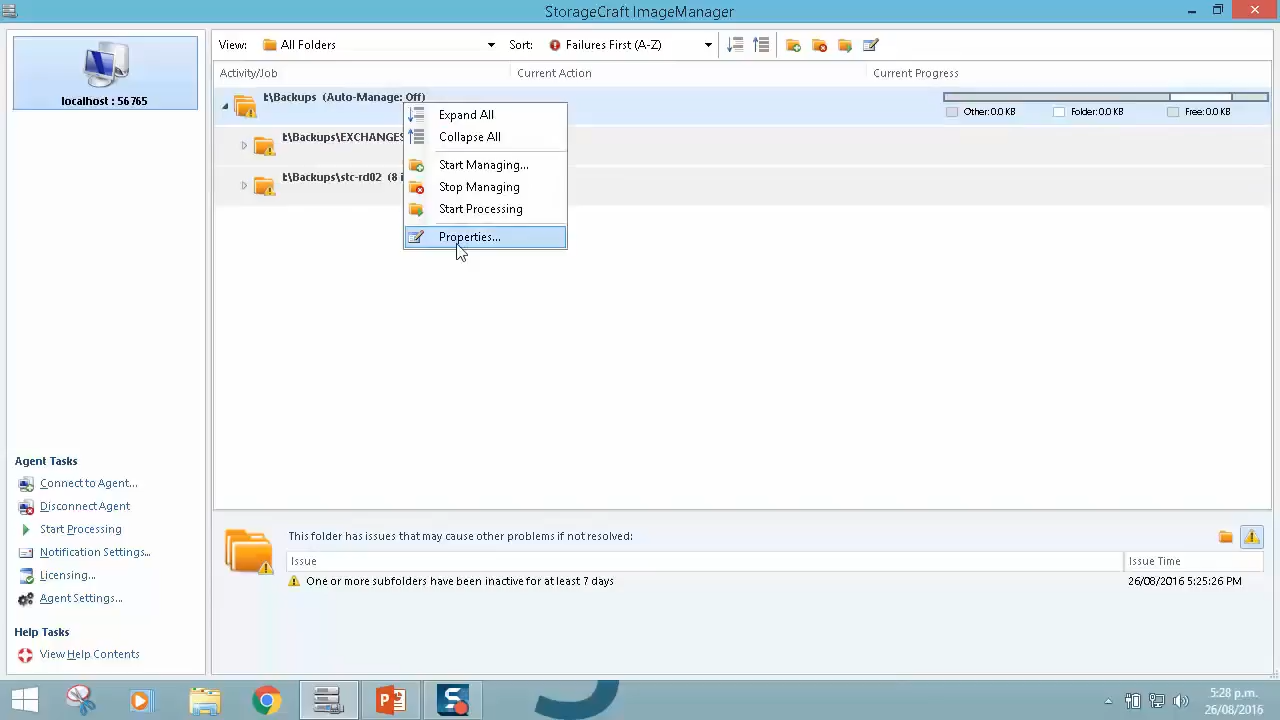 StorageCraft ImageManager
localhost : 56765
View: All Folders Sort: Failures First (A-Z)
Activity/Job Current Action Current Progress
t:\Backups (Auto-Manage: Off)
Other: 0.0 KB Folder: 0.0 KB Free: 0.0 KB
Expand All
t:\Backups\EXCHANGES
Collapse All
Start Managing...
t:\Backups\stc-rd02 (8 i
Stop Managing
Start Processing
Properties...
Agent Tasks
Connect to Agent...
Disconnect Agent
Start Processing
Notification Settings...
Licensing...
Agent Settings...
Help Tasks
View Help Contents
This folder has issues that may cause other problems if not resolved:
Issue Issue Time
One or more subfolders have been inactive for at least 7 days 26/08/2016 5:25:26 PM
5:28 p.m.
26/08/2016